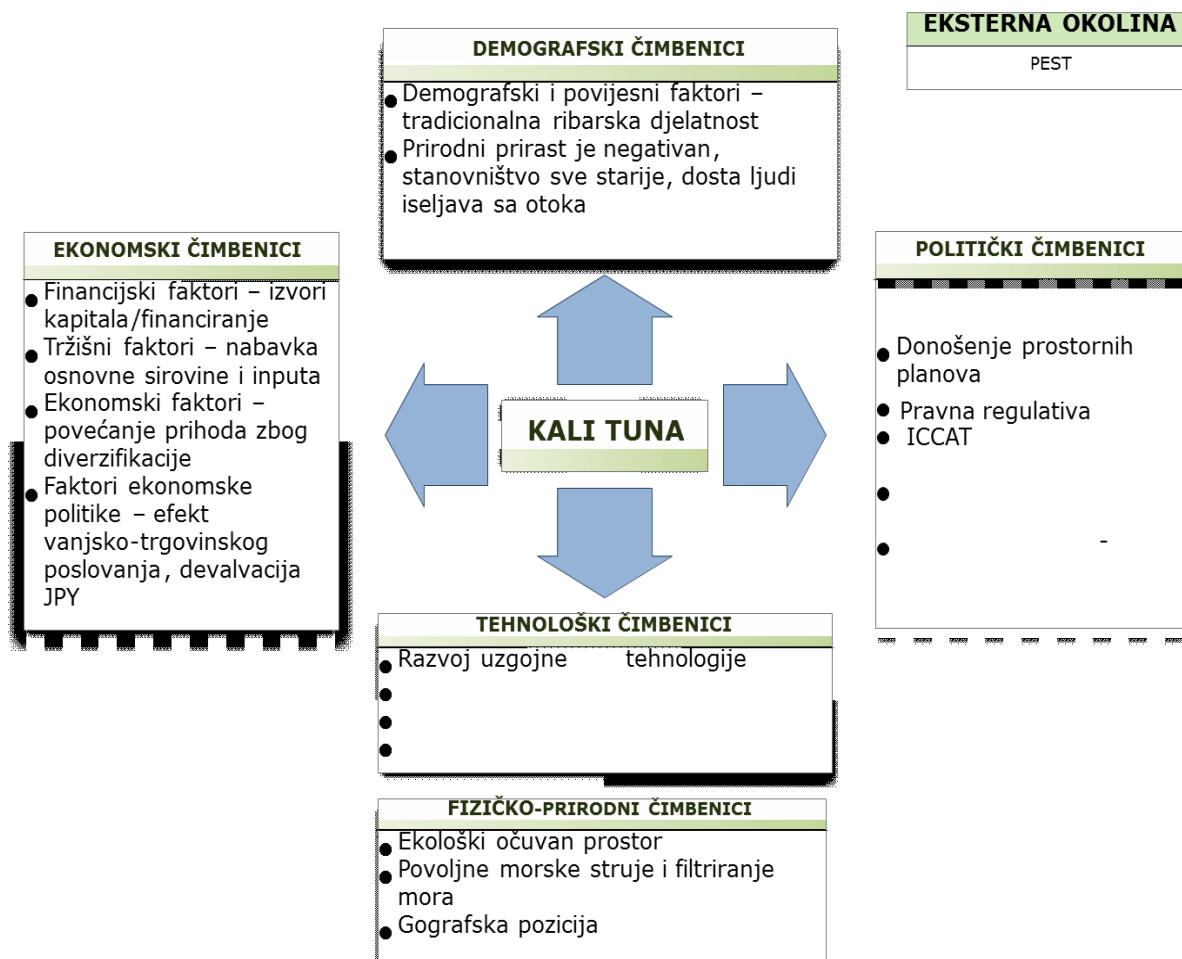 EKSTERNA OKOLINA
PEST
DEMOGRAFSKI ČIMBENICI
● Demografski i povijesni faktori –
tradicionalna ribarska djelatnost
● Prirodni prirast je negativan,
stanovništvo sve starije, dosta ljudi
iseljava sa otoka
EKONOMSKI ČIMBENICI
● Financijski faktori – izvori
kapitala/financiranje
● Tržišni faktori – nabavka
osnovne sirovine i inputa
● Ekonomski faktori –
povećanje prihoda zbog
diverzifikacije
● Faktori ekonomske
politike – efekt
vanjsko-trgovinskog
poslovanja, devalvacija
JPY
KALI TUNA
POLITIČKI ČIMBENICI
● Donošenje prostornih
planova
● Pravna regulativa
● ICCAT
●
● -
TEHNOLOŠKI ČIMBENICI
● Razvoj uzgojne tehnologije
●
●
●
FIZIČKO-PRIRODNI ČIMBENICI
● Ekološki očuvan prostor
● Povoljne morske struje i filtriranje
mora
● Gografska pozicija